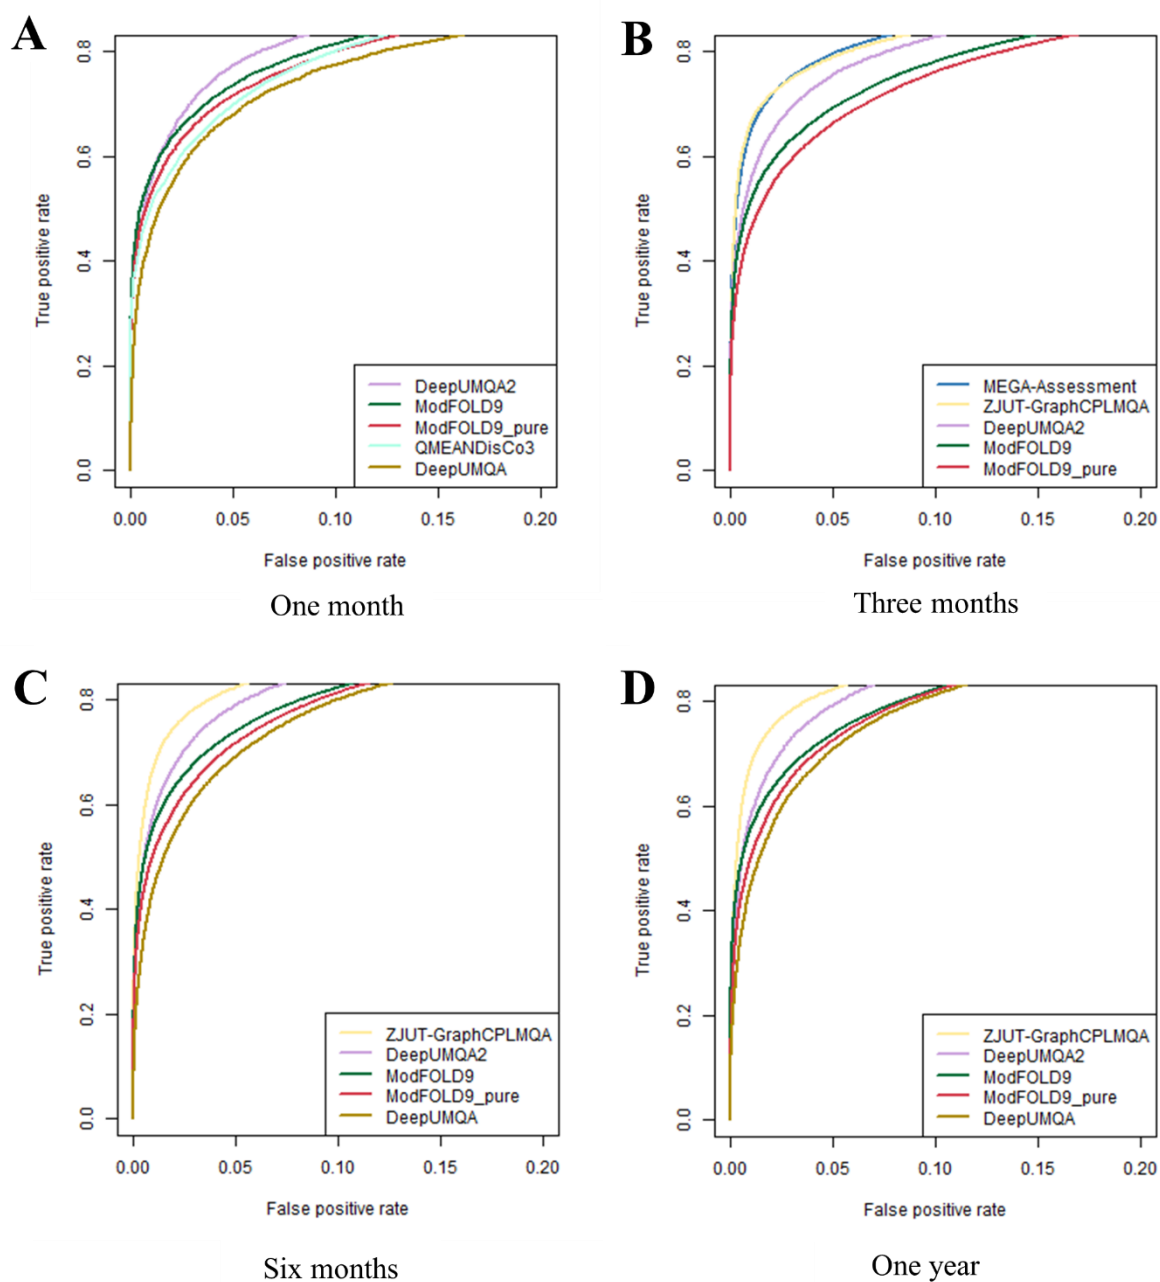 A
True positive rate
0.8
0.6
0.4
0.2
0.0
DeepUMQA2
ModFOLD9
ModFOLD9_pure
QMEANDisCo3
DeepUMQA
0.00 0.05 0.10 0.15 0.20
False positive rate
One month
B
True positive rate
0.8
0.6
0.4
0.2
0.0
MEGA-Assessment
ZJUT-GraphCPLMQA
DeepUMQA2
ModFOLD9
ModFOLD9_pure
0.00 0.05 0.10 0.15 0.20
False positive rate
Three months
C
True positive rate
0.8
0.6
0.4
0.2
0.0
ZJUT-GraphCPLMQA
DeepUMQA2
ModFOLD9
ModFOLD9_pure
DeepUMQA
0.00 0.05 0.10 0.15 0.20
False positive rate
Six months
D
True positive rate
0.8
0.6
0.4
0.2
0.0
ZJUT-GraphCPLMQA
DeepUMQA2
ModFOLD9
ModFOLD9_pure
DeepUMQA
0.00 0.05 0.10 0.15 0.20
False positive rate
One year